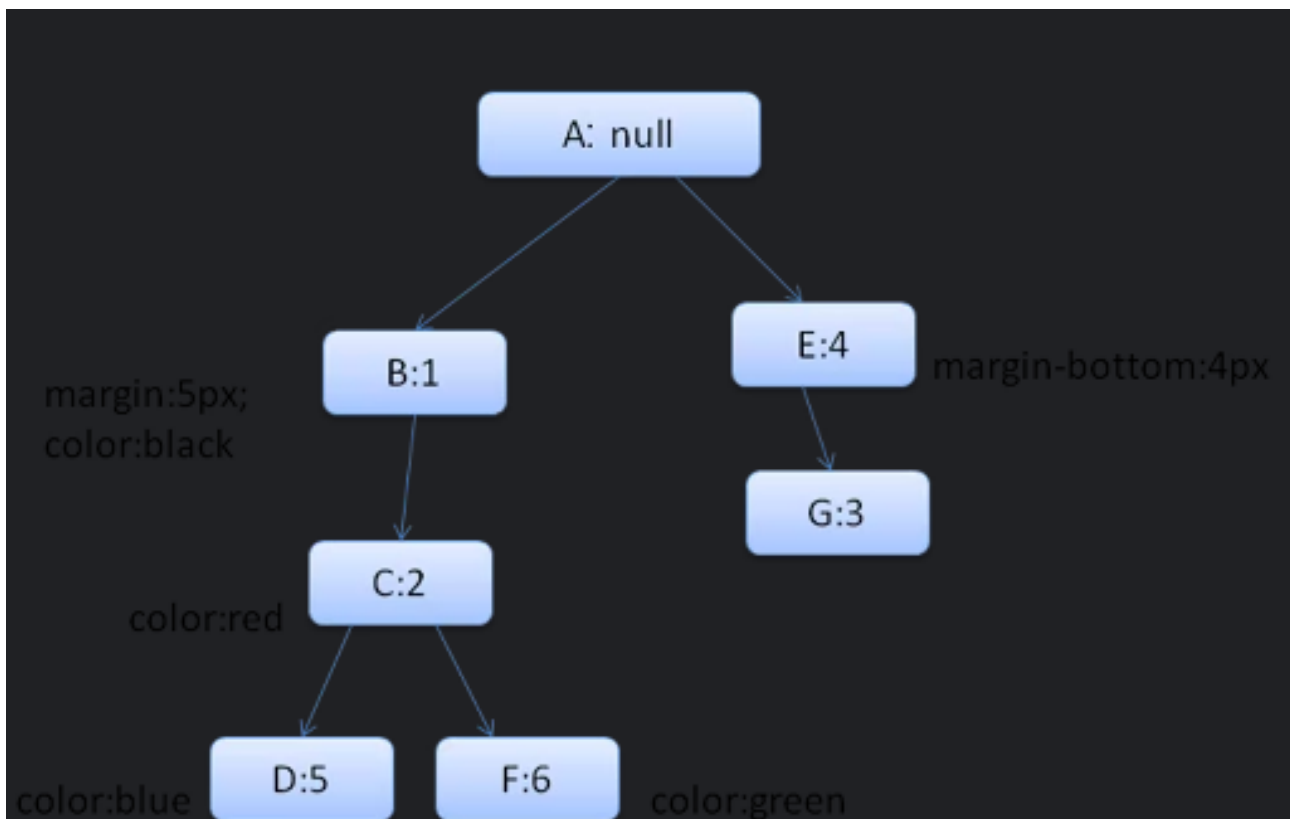 A: null
B:1
E:4
margin:5px;
color:black
margin-bottom:4px
G:3
C:2
color:red
D:5
F:6
color:blue
color:green